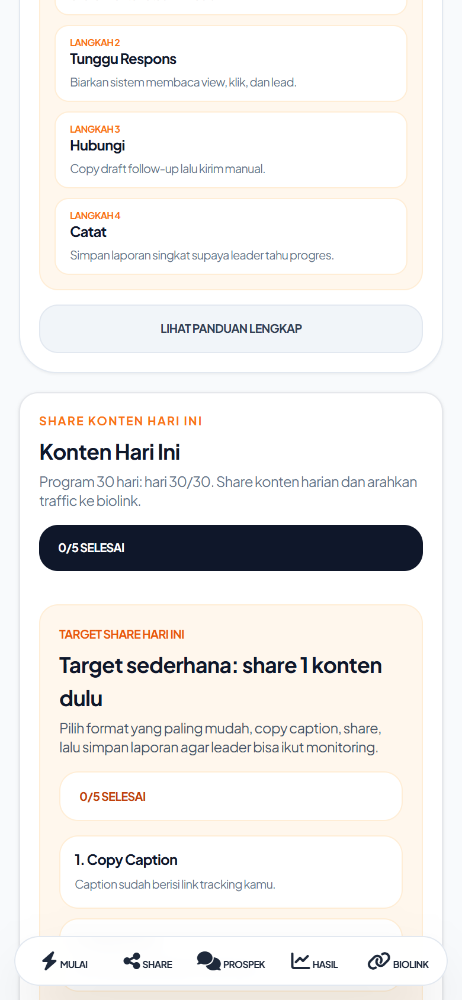 LANGKAH 2
Tunggu Respons
Biarkan sistem membaca view, klik, dan lead.
LANGKAH 3
Hubungi
Copy draft follow-up lalu kirim manual.
LANGKAH 4
Catat
Simpan laporan singkat supaya leader tahu progres.
LIHAT PANDUAN LENGKAP
SHARE KONTEN HARI INI
Konten Hari Ini
Program 30 hari: hari 30/30. Share konten harian dan arahkan
traffic ke biolink.
0/5 SELESAI
TARGET SHARE HARI INI
Target sederhana: share 1 konten
dulu
Pilih format yang paling mudah, copy caption, share,
lalu simpan laporan agar leader bisa ikut monitoring.
0/5 SELESAI
1. Copy Caption
Caption sudah berisi link tracking kamu.
MULAI
SHARE
PROSPEK
HASIL
BIOLINK